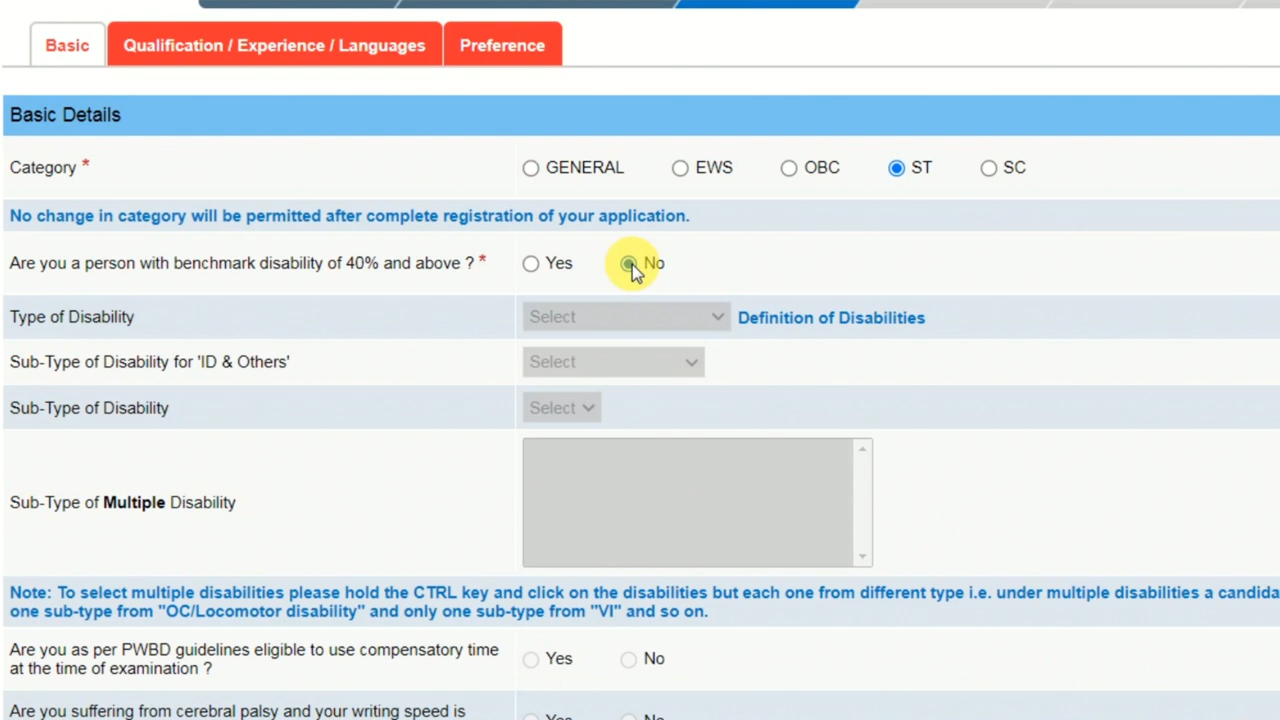 Basic Qualification / Experience / Languages Preference
Basic Details
Category * GENERAL EWS OBC ST SC
No change in category will be permitted after complete registration of your application.
Are you a person with benchmark disability of 40% and above ? * Yes No
Type of Disability Select Definition of Disabilities
Sub-Type of Disability for 'ID & Others' Select
Sub-Type of Disability Select
Sub-Type of Multiple Disability
Note: To select multiple disabilities please hold the CTRL key and click on the disabilities but each one from different type i.e. under multiple disabilities a candida
one sub-type from "OC/Locomotor disability" and only one sub-type from "VI" and so on.
Are you as per PWBD guidelines eligible to use compensatory time
at the time of examination ? Yes No
Are you suffering from cerebral palsy and your writing speed is
Yes No